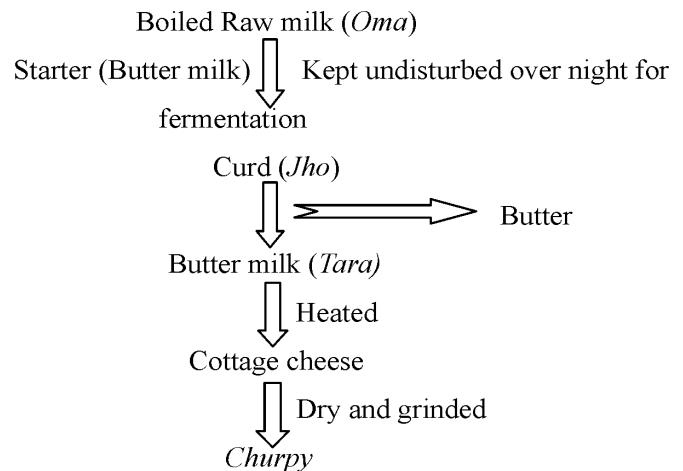 Boiled Raw milk (Oma)
Starter (Butter milk) Kept undisturbed over night for
fermentation
Curd (Jho)
Butter
Butter milk (Tara)
Heated
Cottage cheese
Dry and grinded
Churpy